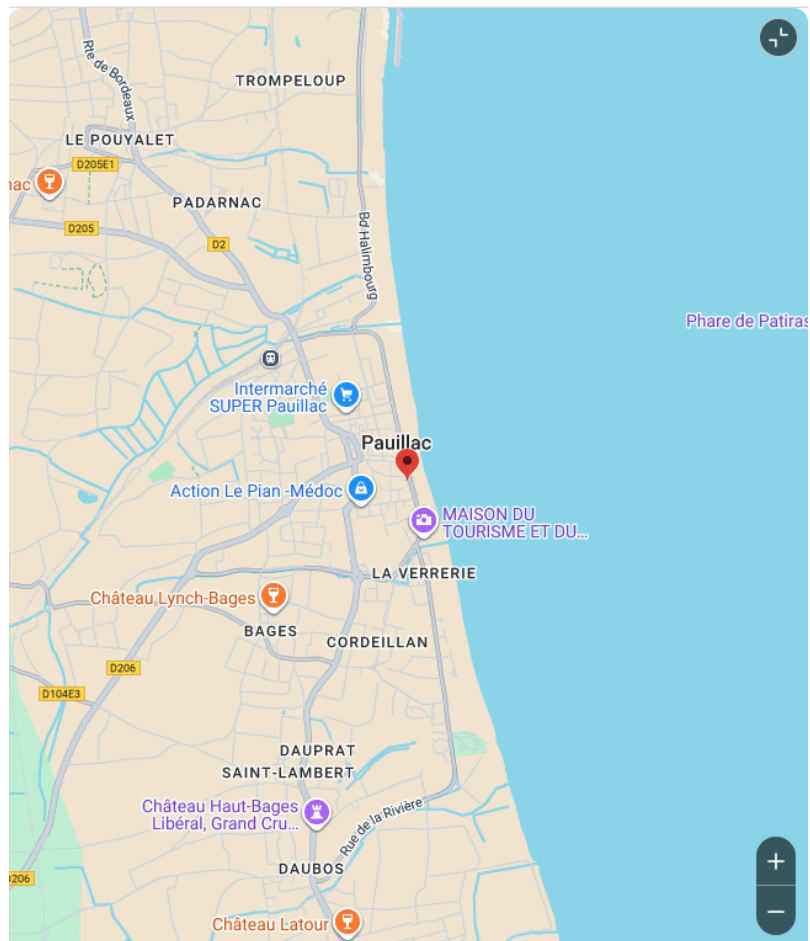 TROMPELOUP
Rte de Bordeaux
LE POUYALET
D205E1
nac
PADARNAC
D205
D2
Bd Halimbourg
Phare de Patiras
Intermarché
SUPER Pauillac
Pauillac
Action Le Pian -Médoc
MAISON DU
TOURISME ET DU...
LA VERRERIE
Château Lynch-Bages
BAGES
CORDEILLAN
D206
D104E3
DAUPRAT
SAINT-LAMBERT
Château Haut-Bages
Libéral, Grand Cru...
Rue de la Rivière
DAUBOS
206
Château Latour